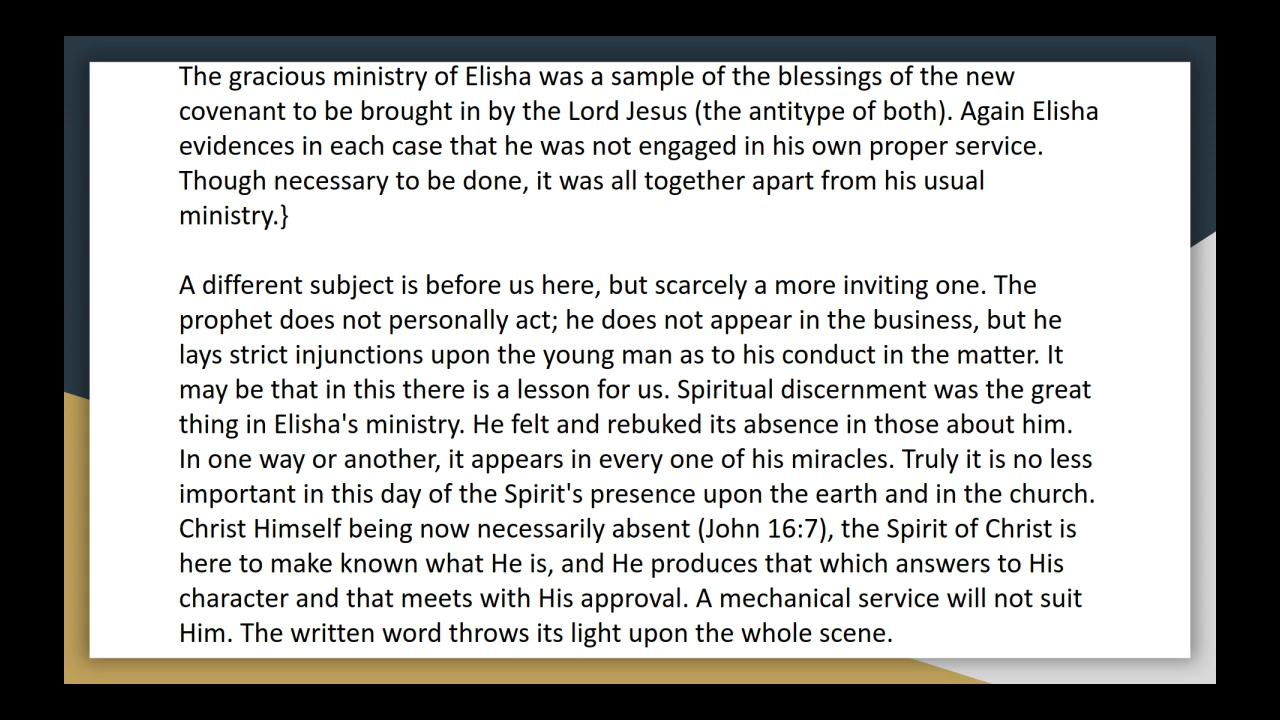 The gracious ministry of Elisha was a sample of the blessings of the new
covenant to be brought in by the Lord Jesus (the antitype of both). Again Elisha
evidences in each case that he was not engaged in his own proper service.
Though necessary to be done, it was all together apart from his usual
ministry.}
A different subject is before us here, but scarcely a more inviting one. The
prophet does not personally act; he does not appear in the business, but he
lays strict injunctions upon the young man as to his conduct in the matter. It
may be that in this there is a lesson for us. Spiritual discernment was the great
thing in Elisha's ministry. He felt and rebuked its absence in those about him.
In one way or another, it appears in every one of his miracles. Truly it is no less
important in this day of the Spirit's presence upon the earth and in the church.
Christ Himself being now necessarily absent (John 16:7), the Spirit of Christ is
here to make known what He is, and He produces that which answers to His
character and that meets with His approval. A mechanical service will not suit
Him. The written word throws its light upon the whole scene.